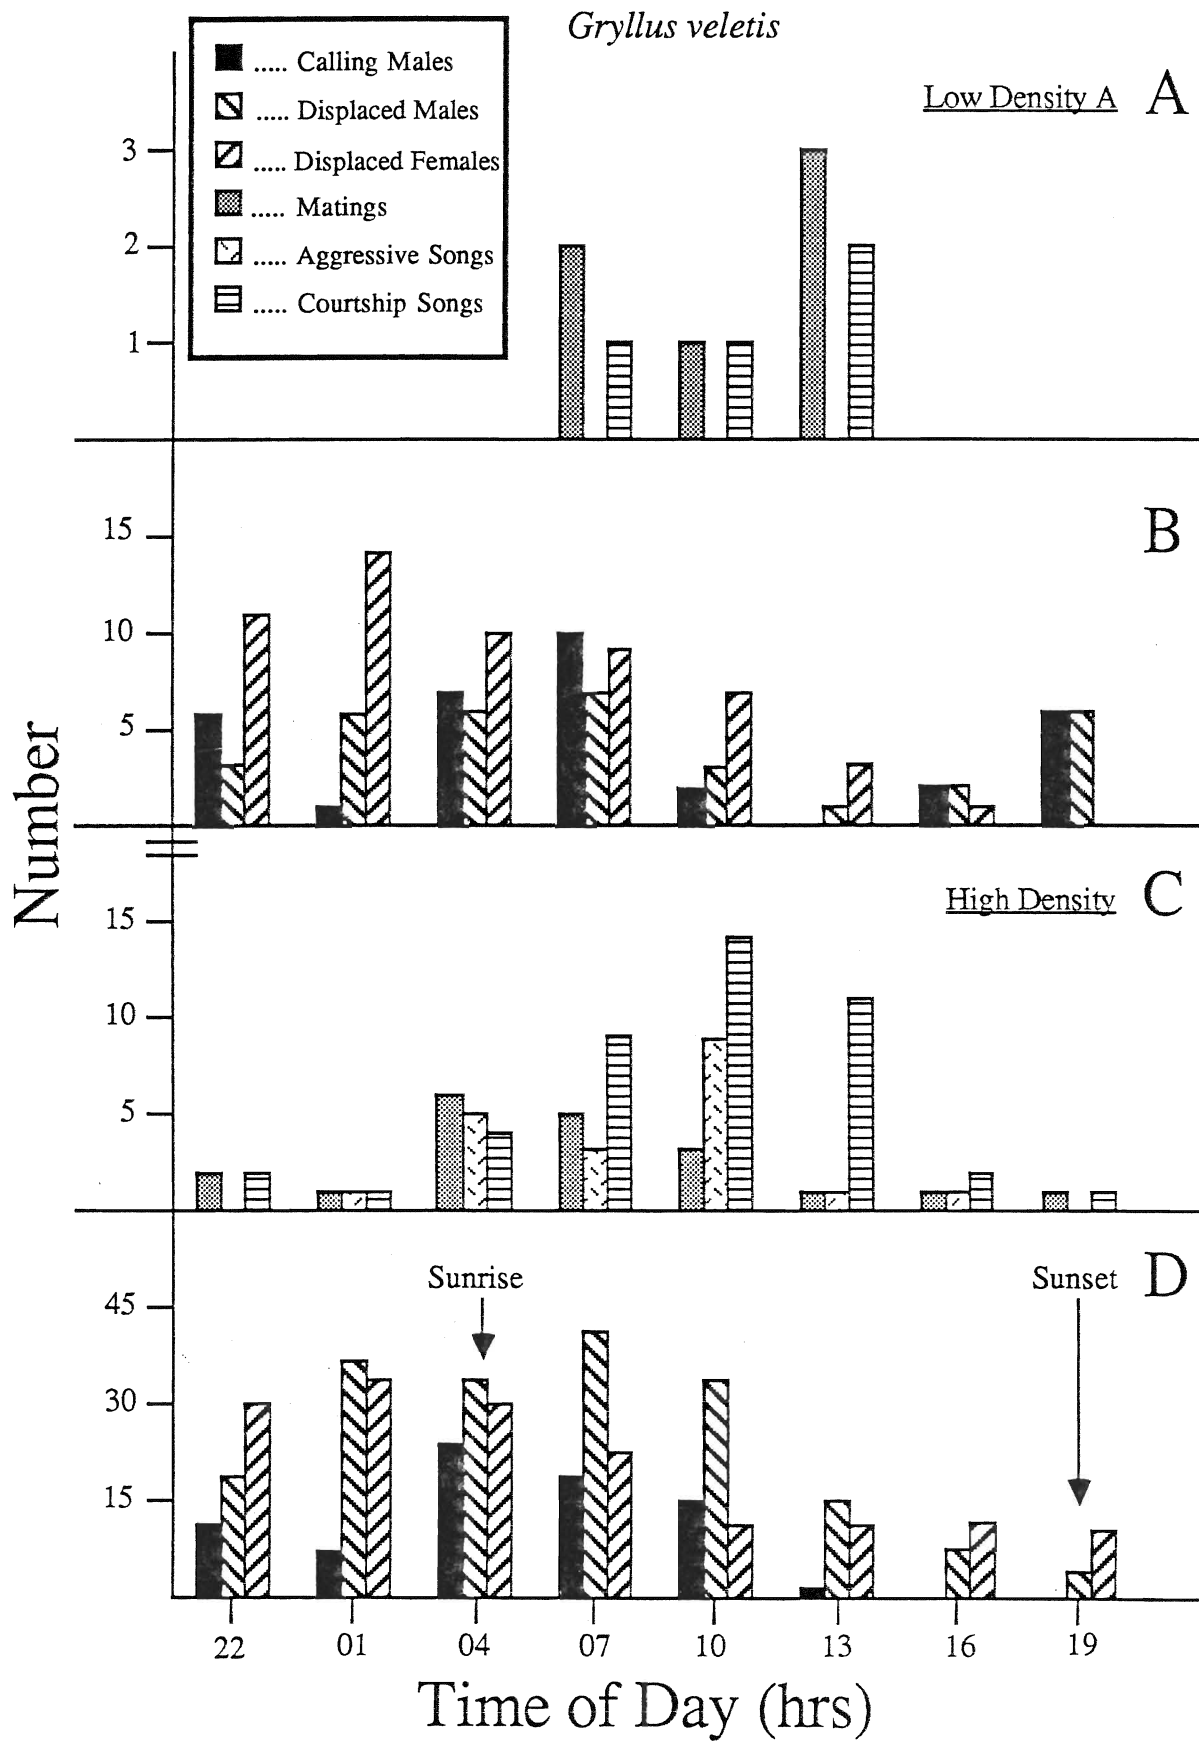 Gryllus veletis
..... Calling Males
..... Displaced Males
..... Displaced Females
..... Matings
..... Aggressive Songs
..... Courtship Songs
Low Density A A
3
2
1
B
15
10
5
Number
High Density C
15
10
5
Sunrise
Sunset D
45
30
15
22 01 04 07 10 13 16 19
Time of Day (hrs)